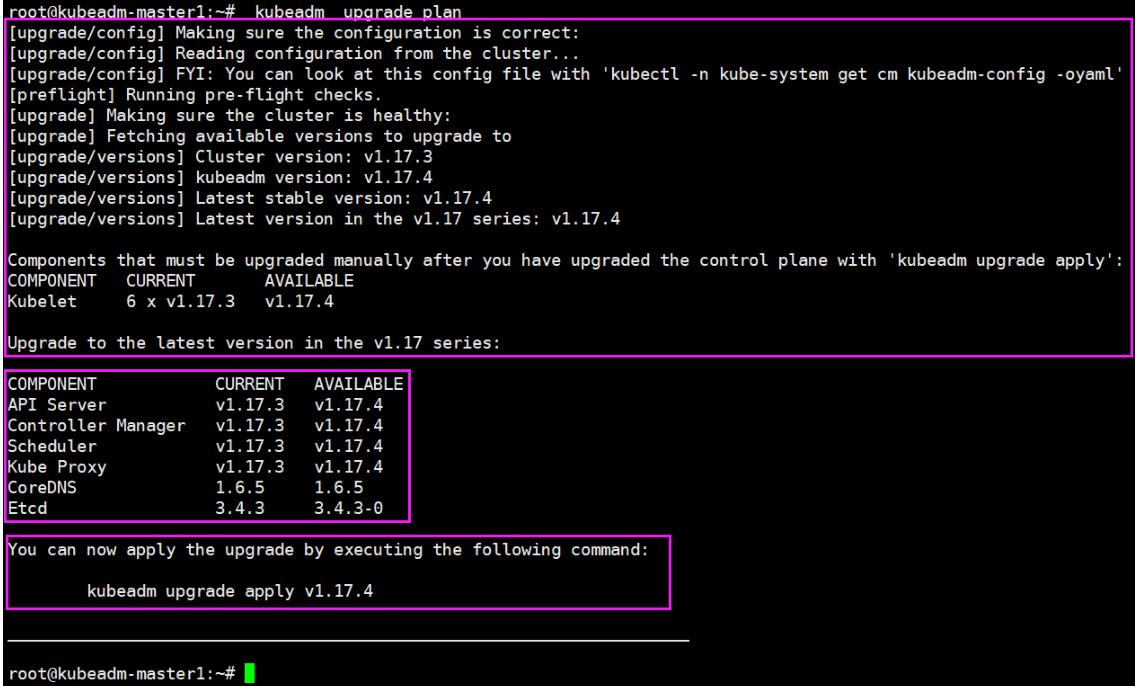 root@kubeadm-master1:~#  kubeadm  upgrade plan
[upgrade/config] Making sure the configuration is correct:
[upgrade/config] Reading configuration from the cluster...
[upgrade/config] FYI: You can look at this config file with 'kubectl -n kube-system get cm kubeadm-config -oyaml'
[preflight] Running pre-flight checks.
[upgrade] Making sure the cluster is healthy:
[upgrade] Fetching available versions to upgrade to
[upgrade/versions] Cluster version: v1.17.3
[upgrade/versions] kubeadm version: v1.17.4
[upgrade/versions] Latest stable version: v1.17.4
[upgrade/versions] Latest version in the v1.17 series: v1.17.4
Components that must be upgraded manually after you have upgraded the control plane with 'kubeadm upgrade apply':
COMPONENT   CURRENT       AVAILABLE
Kubelet     6 x v1.17.3   v1.17.4
Upgrade to the latest version in the v1.17 series:
COMPONENT            CURRENT   AVAILABLE
API Server           v1.17.3   v1.17.4
Controller Manager   v1.17.3   v1.17.4
Scheduler            v1.17.3   v1.17.4
Kube Proxy           v1.17.3   v1.17.4
CoreDNS              1.6.5     1.6.5
Etcd                 3.4.3     3.4.3-0
You can now apply the upgrade by executing the following command:
kubeadm upgrade apply v1.17.4
root@kubeadm-master1:~#